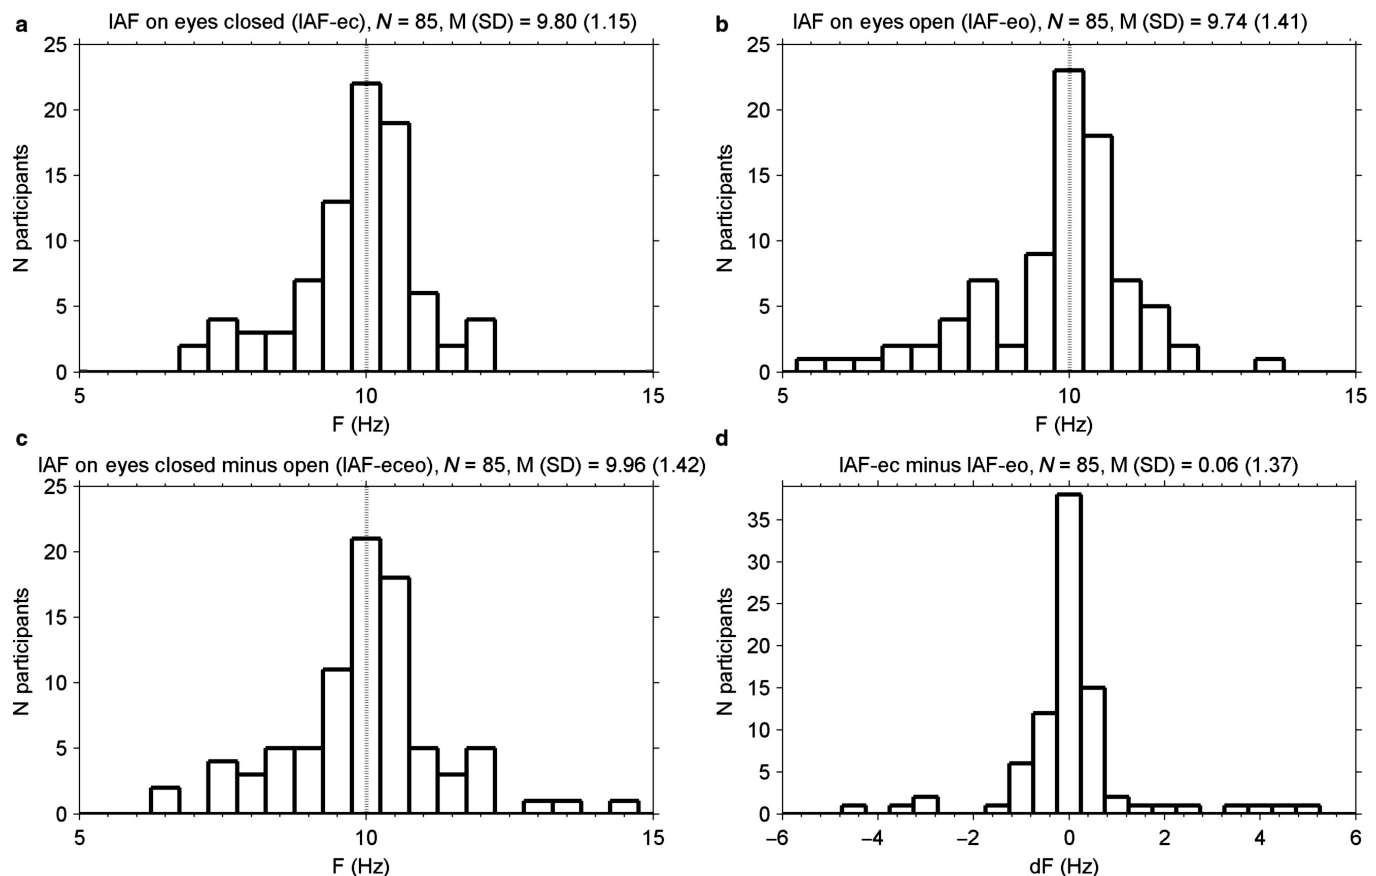 a
IAF on eyes closed (IAF-ec), N = 85, M (SD) = 9.80 (1.15)
25
20
15
10
5
0
N participants
5 10 15
F (Hz)
b
IAF on eyes open (IAF-eo), N = 85, M (SD) = 9.74 (1.41)
25
20
15
10
5
0
N participants
5 10 15
F (Hz)
c
IAF on eyes closed minus open (IAF-eceo), N = 85, M (SD) = 9.96 (1.42)
25
20
15
10
5
0
N participants
5 10 15
F (Hz)
d
IAF-ec minus IAF-eo, N = 85, M (SD) = 0.06 (1.37)
35
30
25
20
15
10
5
0
N participants
–6 –4 –2 0 2 4 6
dF (Hz)